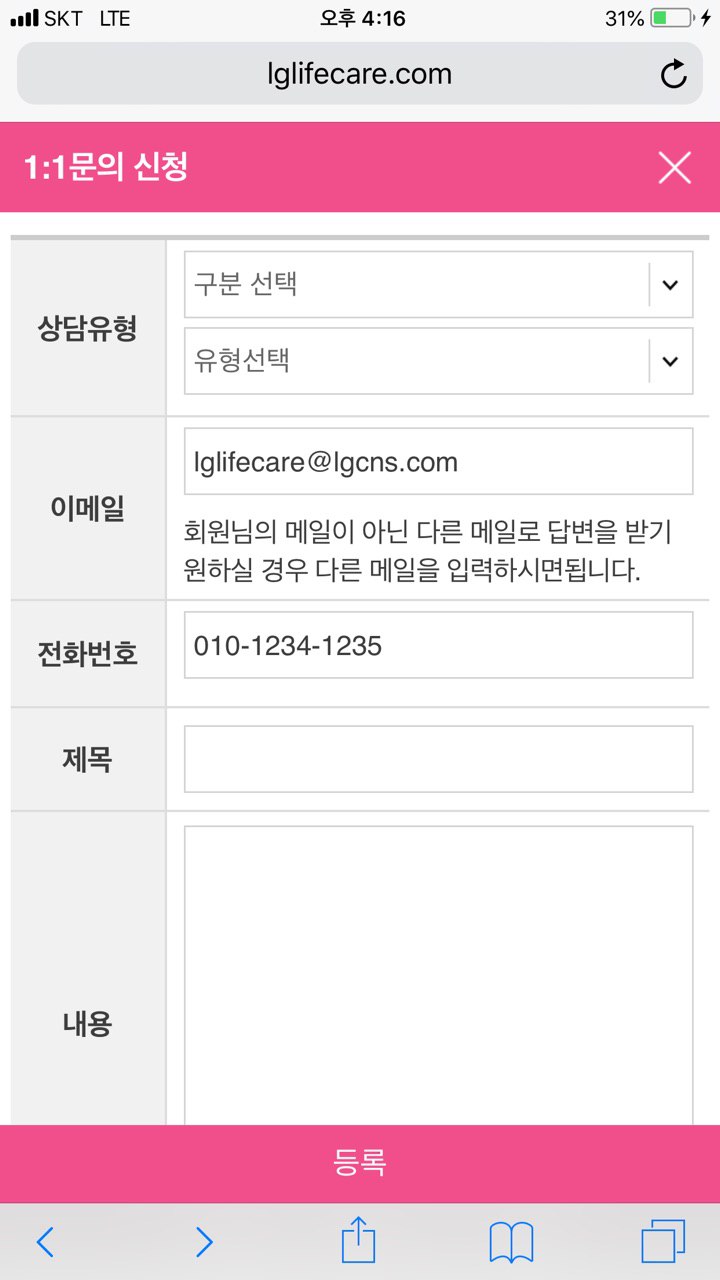 SKT LTE 오후 4:16 31%
lglifecare.com
1:1문의 신청
상담유형
구분 선택
유형선택
이메일
lglifecare@lgcns.com
회원님의 메일이 아닌 다른 메일로 답변을 받기
원하실 경우 다른 메일을 입력하시면됩니다.
전화번호
010-1234-1235
제목
내용
등록